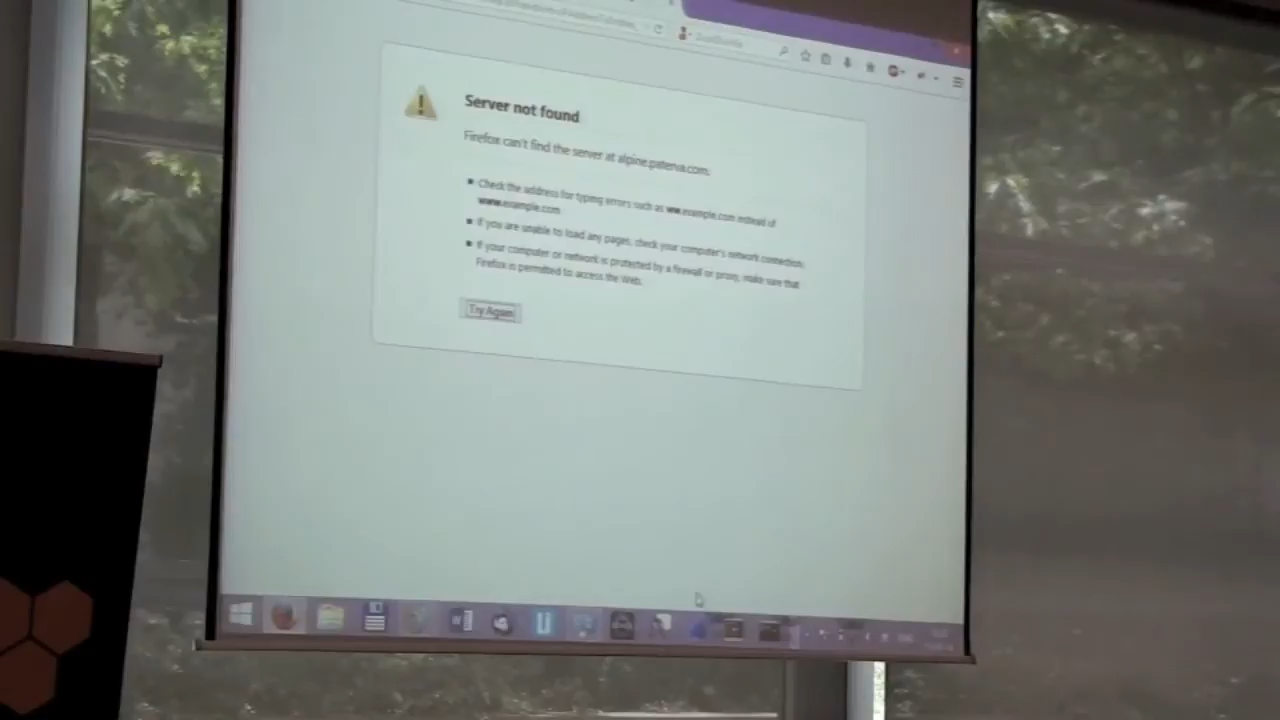 Server not found
Firefox can't find the server at alpine.paterva.com.
Check the address for typing errors such as ww.example.com instead of
www.example.com
If you are unable to load any pages, check your computer's network connection.
If your computer or network is protected by a firewall or proxy, make sure that
Firefox is permitted to access the Web.
Try Again